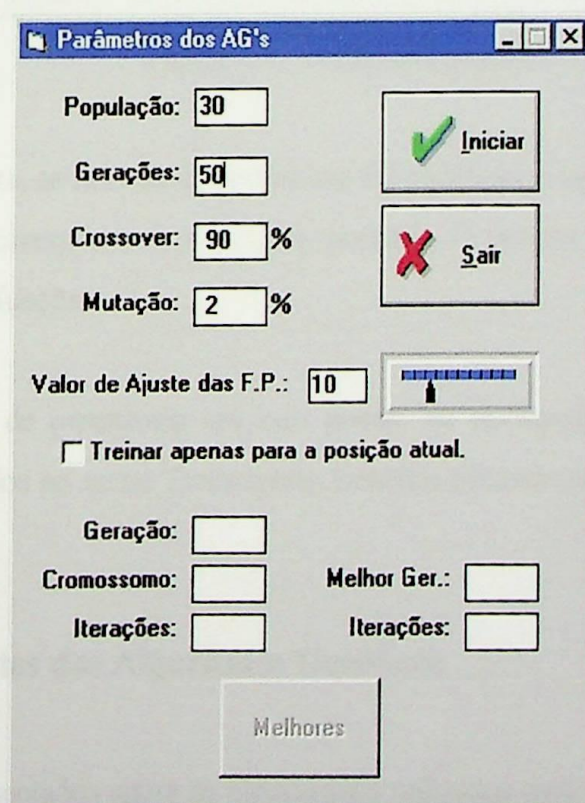 Parâmetros dos AG's
População: 30
Iniciar
Gerações: 50
Crossover: 90 %
Sair
Mutação: 2 %
Valor de Ajuste das F.P.: 10
Treinar apenas para a posição atual.
Geração:
Cromossomo:
Melhor Ger.:
Iterações:
Iterações:
Melhores